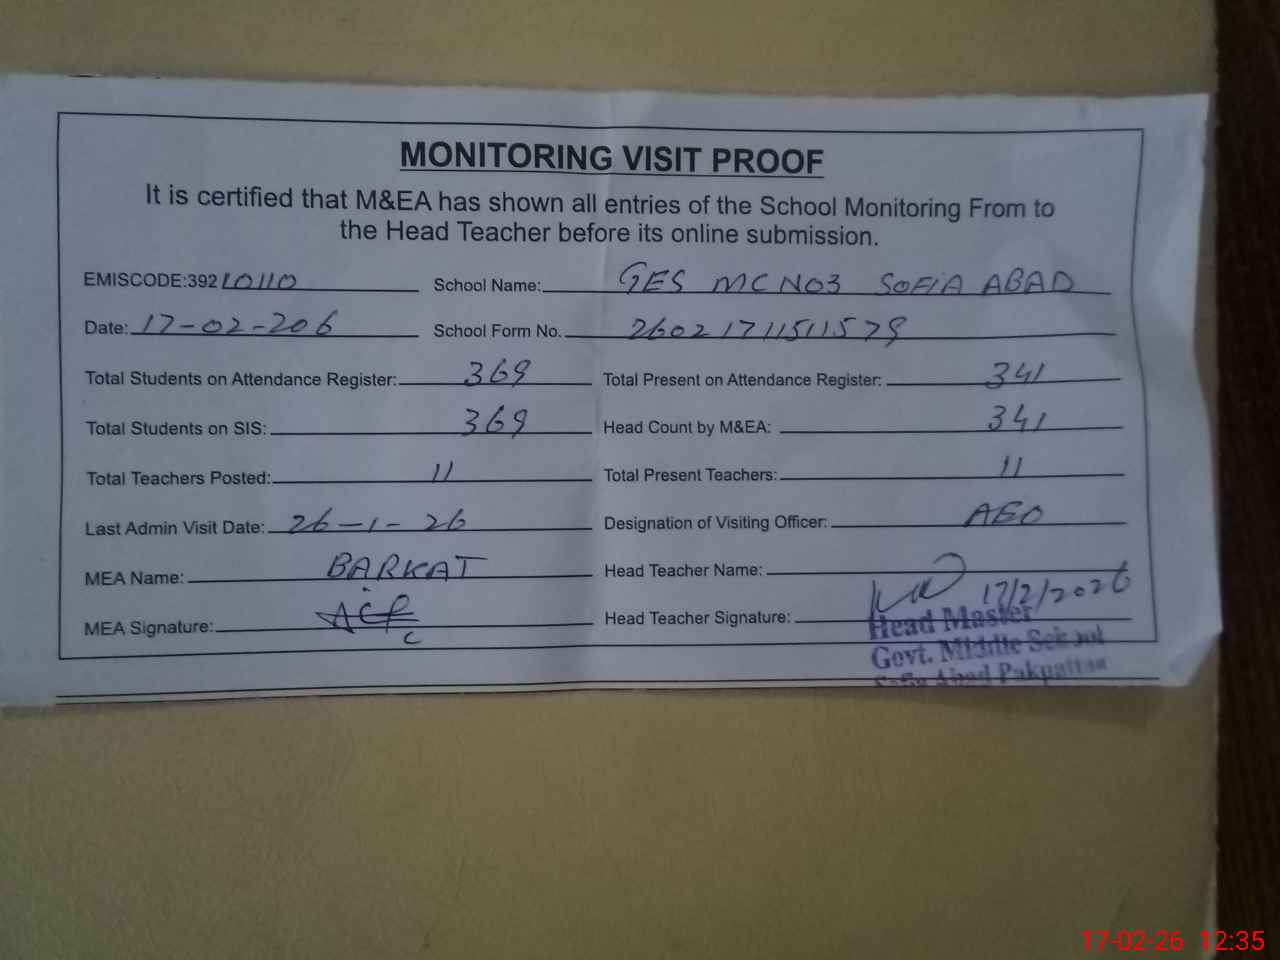 MONITORING VISIT PROOF
It is certified that M&EA has shown all entries of the School Monitoring From to
the Head Teacher before its online submission.
EMISCODE:39210110 School Name: GES MC NO3 SOFIA ABAD
Date: 17-02-206 School Form No. 26021711511579
Total Students on Attendance Register: 369 Total Present on Attendance Register: 341
Total Students on SIS: 369 Head Count by M&EA: 341
Total Teachers Posted: 11 Total Present Teachers: 11
Last Admin Visit Date: 26-1-26 Designation of Visiting Officer: AEO
MEA Name: BARKAT Head Teacher Name:
17/2/2026
MEA Signature: Head Teacher Signature:
Head Master
Govt. Middle School
Sofia Abad Pakpattan
17-02-26 12:35